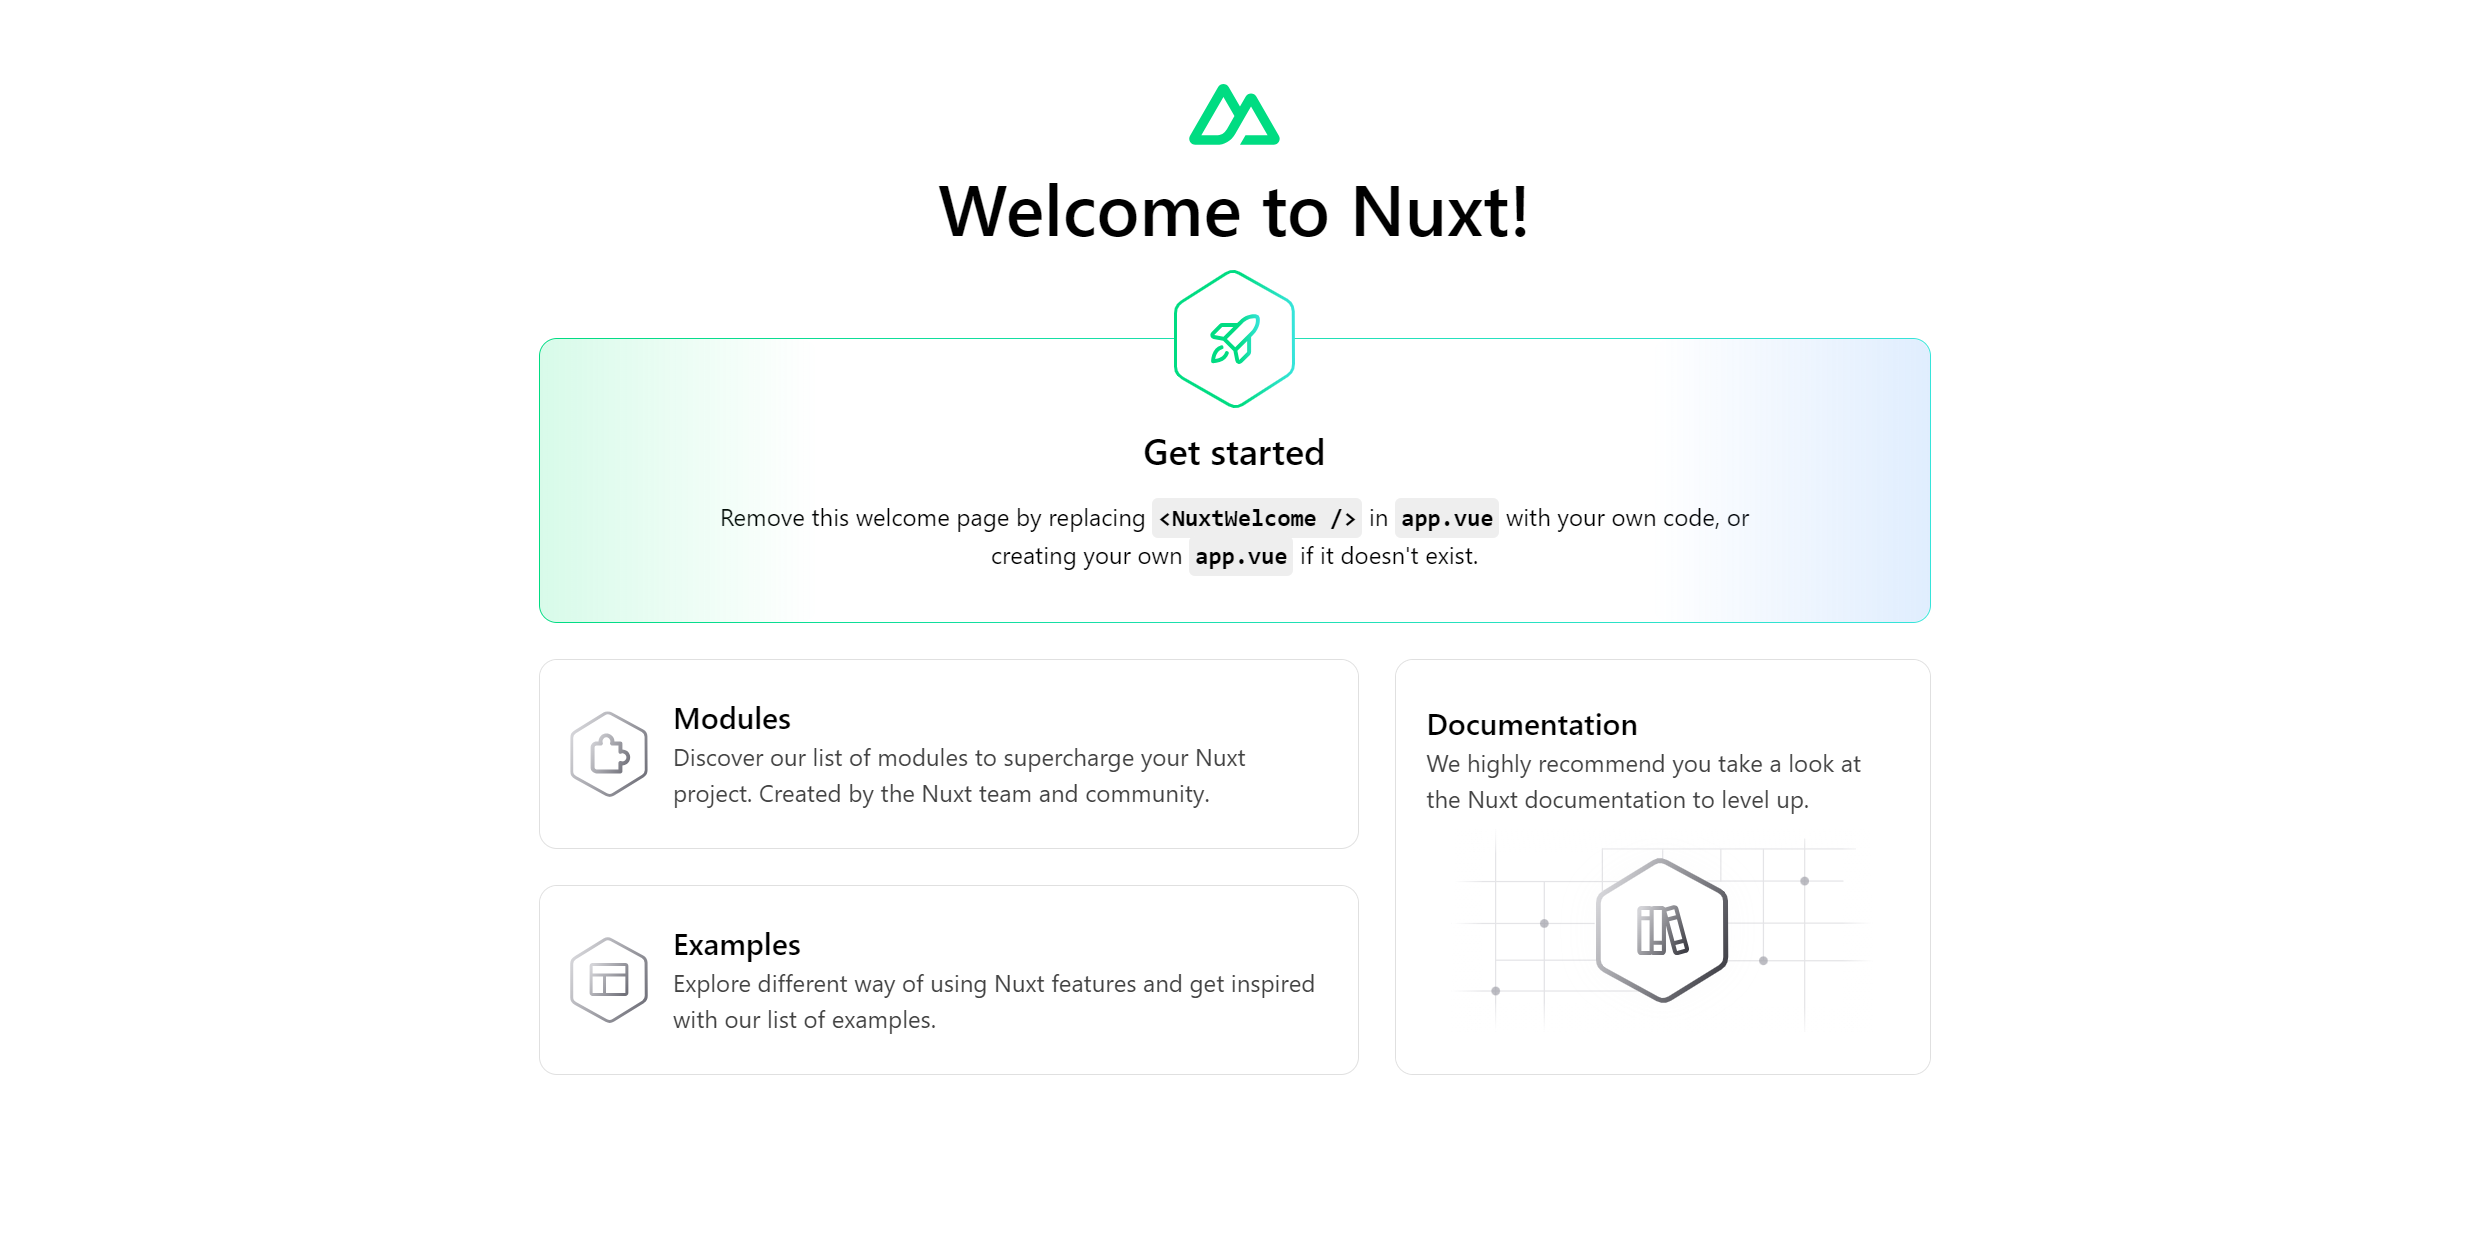 Welcome to Nuxt!
Get started
Remove this welcome page by replacing <NuxtWelcome /> in app.vue with your own code, or
creating your own app.vue if it doesn't exist.
Modules
Discover our list of modules to supercharge your Nuxt
project. Created by the Nuxt team and community.
Examples
Explore different way of using Nuxt features and get inspired
with our list of examples.
Documentation
We highly recommend you take a look at
the Nuxt documentation to level up.